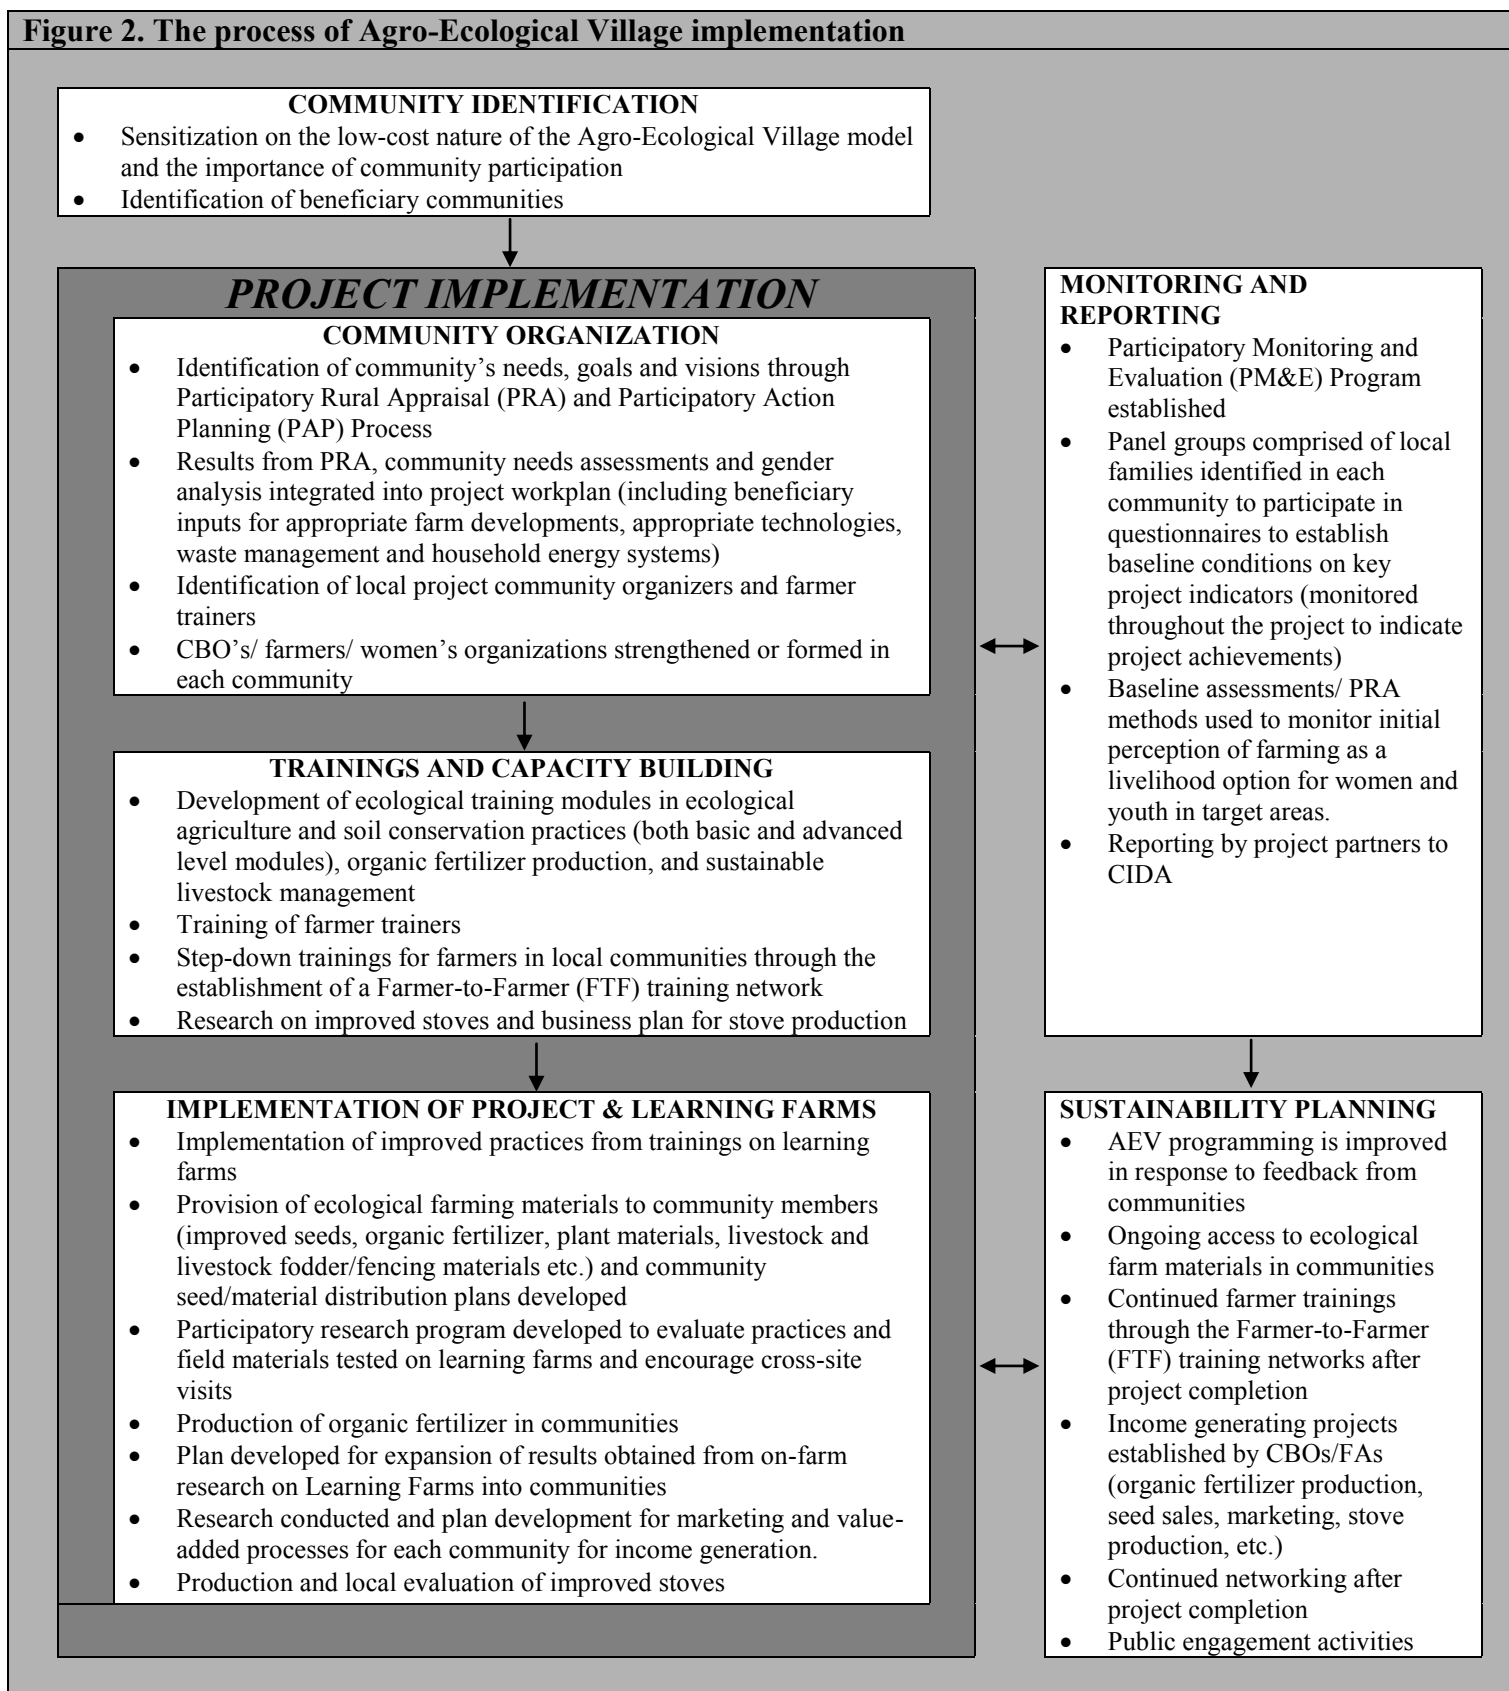 Figure 2. The process of Agro-Ecological Village implementation
COMMUNITY IDENTIFICATION
• Sensitization on the low-cost nature of the Agro-Ecological Village model
and the importance of community participation
• Identification of beneficiary communities
PROJECT IMPLEMENTATION
COMMUNITY ORGANIZATION
• Identification of community’s needs, goals and visions through
Participatory Rural Appraisal (PRA) and Participatory Action
Planning (PAP) Process
• Results from PRA, community needs assessments and gender
analysis integrated into project workplan (including beneficiary
inputs for appropriate farm developments, appropriate technologies,
waste management and household energy systems)
• Identification of local project community organizers and farmer
trainers
• CBO’s/ farmers/ women’s organizations strengthened or formed in
each community
TRAININGS AND CAPACITY BUILDING
• Development of ecological training modules in ecological
agriculture and soil conservation practices (both basic and advanced
level modules), organic fertilizer production, and sustainable
livestock management
• Training of farmer trainers
• Step-down trainings for farmers in local communities through the
establishment of a Farmer-to-Farmer (FTF) training network
• Research on improved stoves and business plan for stove production
IMPLEMENTATION OF PROJECT & LEARNING FARMS
• Implementation of improved practices from trainings on learning
farms
• Provision of ecological farming materials to community members
(improved seeds, organic fertilizer, plant materials, livestock and
livestock fodder/fencing materials etc.) and community
seed/material distribution plans developed
• Participatory research program developed to evaluate practices and
field materials tested on learning farms and encourage cross-site
visits
• Production of organic fertilizer in communities
• Plan developed for expansion of results obtained from on-farm
research on Learning Farms into communities
• Research conducted and plan development for marketing and value-
added processes for each community for income generation.
• Production and local evaluation of improved stoves
MONITORING AND
REPORTING
• Participatory Monitoring and
Evaluation (PM&E) Program
established
• Panel groups comprised of local
families identified in each
community to participate in
questionnaires to establish
baseline conditions on key
project indicators (monitored
throughout the project to indicate
project achievements)
• Baseline assessments/ PRA
methods used to monitor initial
perception of farming as a
livelihood option for women and
youth in target areas.
• Reporting by project partners to
CIDA
SUSTAINABILITY PLANNING
• AEV programming is improved
in response to feedback from
communities
• Ongoing access to ecological
farm materials in communities
• Continued farmer trainings
through the Farmer-to-Farmer
(FTF) training networks after
project completion
• Income generating projects
established by CBOs/FAs
(organic fertilizer production,
seed sales, marketing, stove
production, etc.)
• Continued networking after
project completion
• Public engagement activities